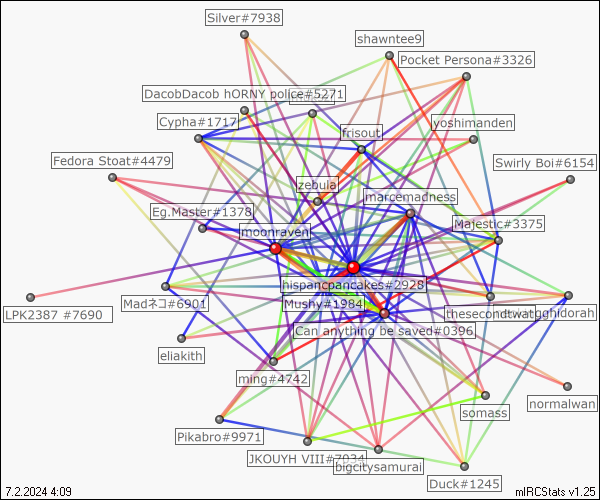 Silver#7938
shawntee9
Pocket Persona#3326
DacobDacob hORNY police#5271
Cypha#1717
yoshimanden
frisout
Fedora Stoat#4479
Swirly Boi#6154
zebula
marcemadness
Eg.Master#1378
Majestic#3375
moonraven
hispancpancakes#2928
Mushy#1984
Madネコ#6901
LPK2387 #7690
thesecondtwat
gghidorah
Can anything be saved#0396
eliakith
ming#4742
normalwan
somass
Pikabro#9971
JKOUYH VIII#7934
bigcitysamurai
Duck#1245
7.2.2024 4:09
mIRCStats v1.25